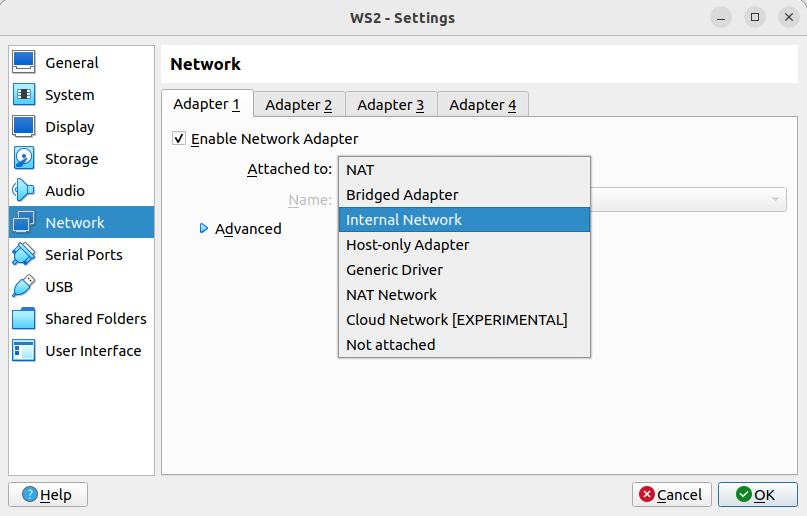 WS2 - Settings
General
System
Display
Storage
Audio
Network
Serial Ports
USB
Shared Folders
User Interface
Network
Adapter 1
Adapter 2
Adapter 3
Adapter 4
Enable Network Adapter
Attached to:
NAT
Bridged Adapter
Internal Network
Host-only Adapter
Generic Driver
NAT Network
Cloud Network [EXPERIMENTAL]
Not attached
Name:
Advanced
Help
Cancel
OK